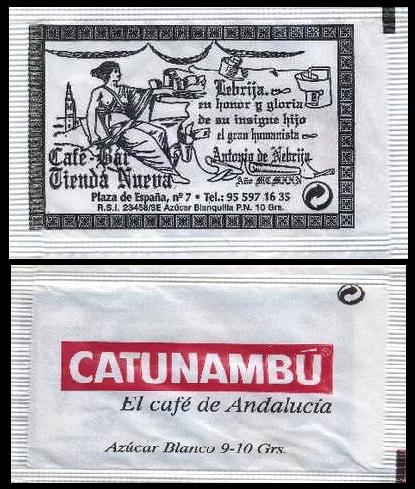 Lebrija,
en honor y gloria
de su insigne hijo
el gran humanista
Antonio de Nebrija
Café-Bar
Tienda Nueva
Plaza de España, nº 7 • Tel.: 95 597 16 35
R.S.I. 23458/SE Azúcar Blanquilla P.N. 10 Grs.
CATUNAMBÚ®
El café de Andalucía
Azúcar Blanco 9-10 Grs.